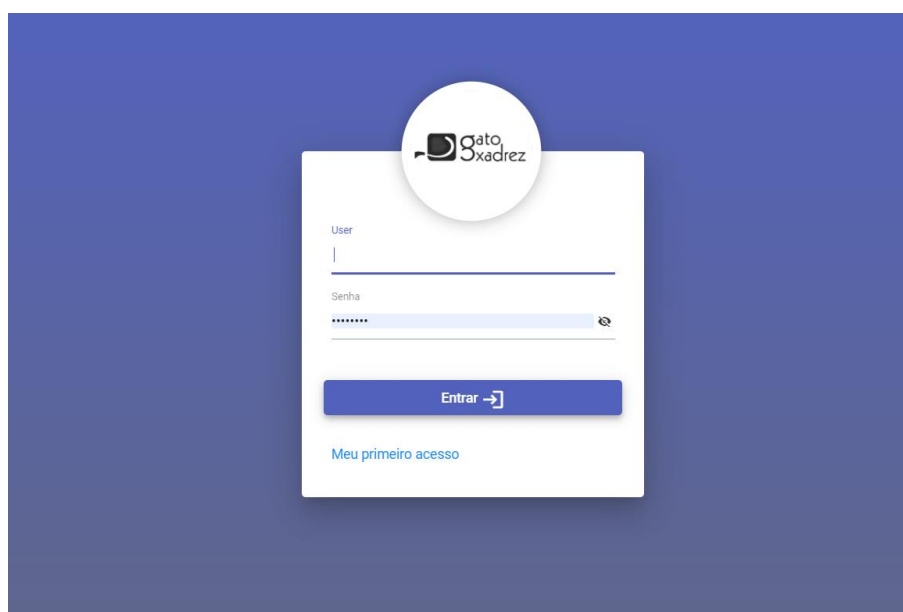 gato
xadrez
User
Senha
••••••••
Entrar
Meu primeiro acesso